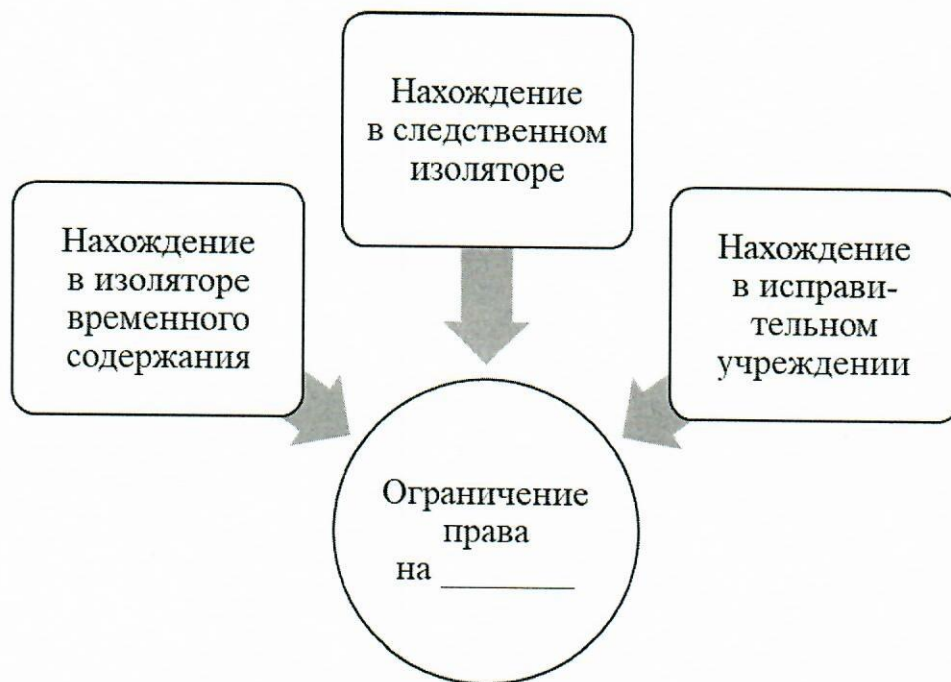 Нахождение
в следственном
изоляторе
Нахождение
в изоляторе
временного
содержания
Нахождение
в исправи-
тельном
учреждении
Ограничение
права
на ________